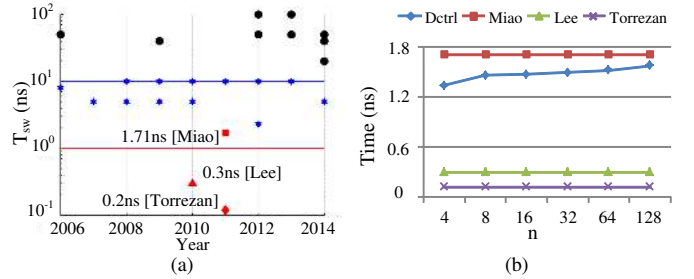 T_sw (ns)
10²
10¹
10⁰
10⁻¹
1.71ns [Miao]
0.3ns [Lee]
0.2ns [Torrezan]
2006 2008 2010 2012 2014
Year
(a)
Dctrl Miao Lee Torrezan
Time (ns)
1.8
1.2
0.6
0
4 8 16 32 64 128
n
(b)